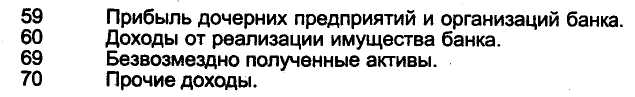 59 Прибыль дочерних предприятий и организаций банка.
60 Доходы от реализации имущества банка.
69 Безвозмездно полученные активы.
70 Прочие доходы.